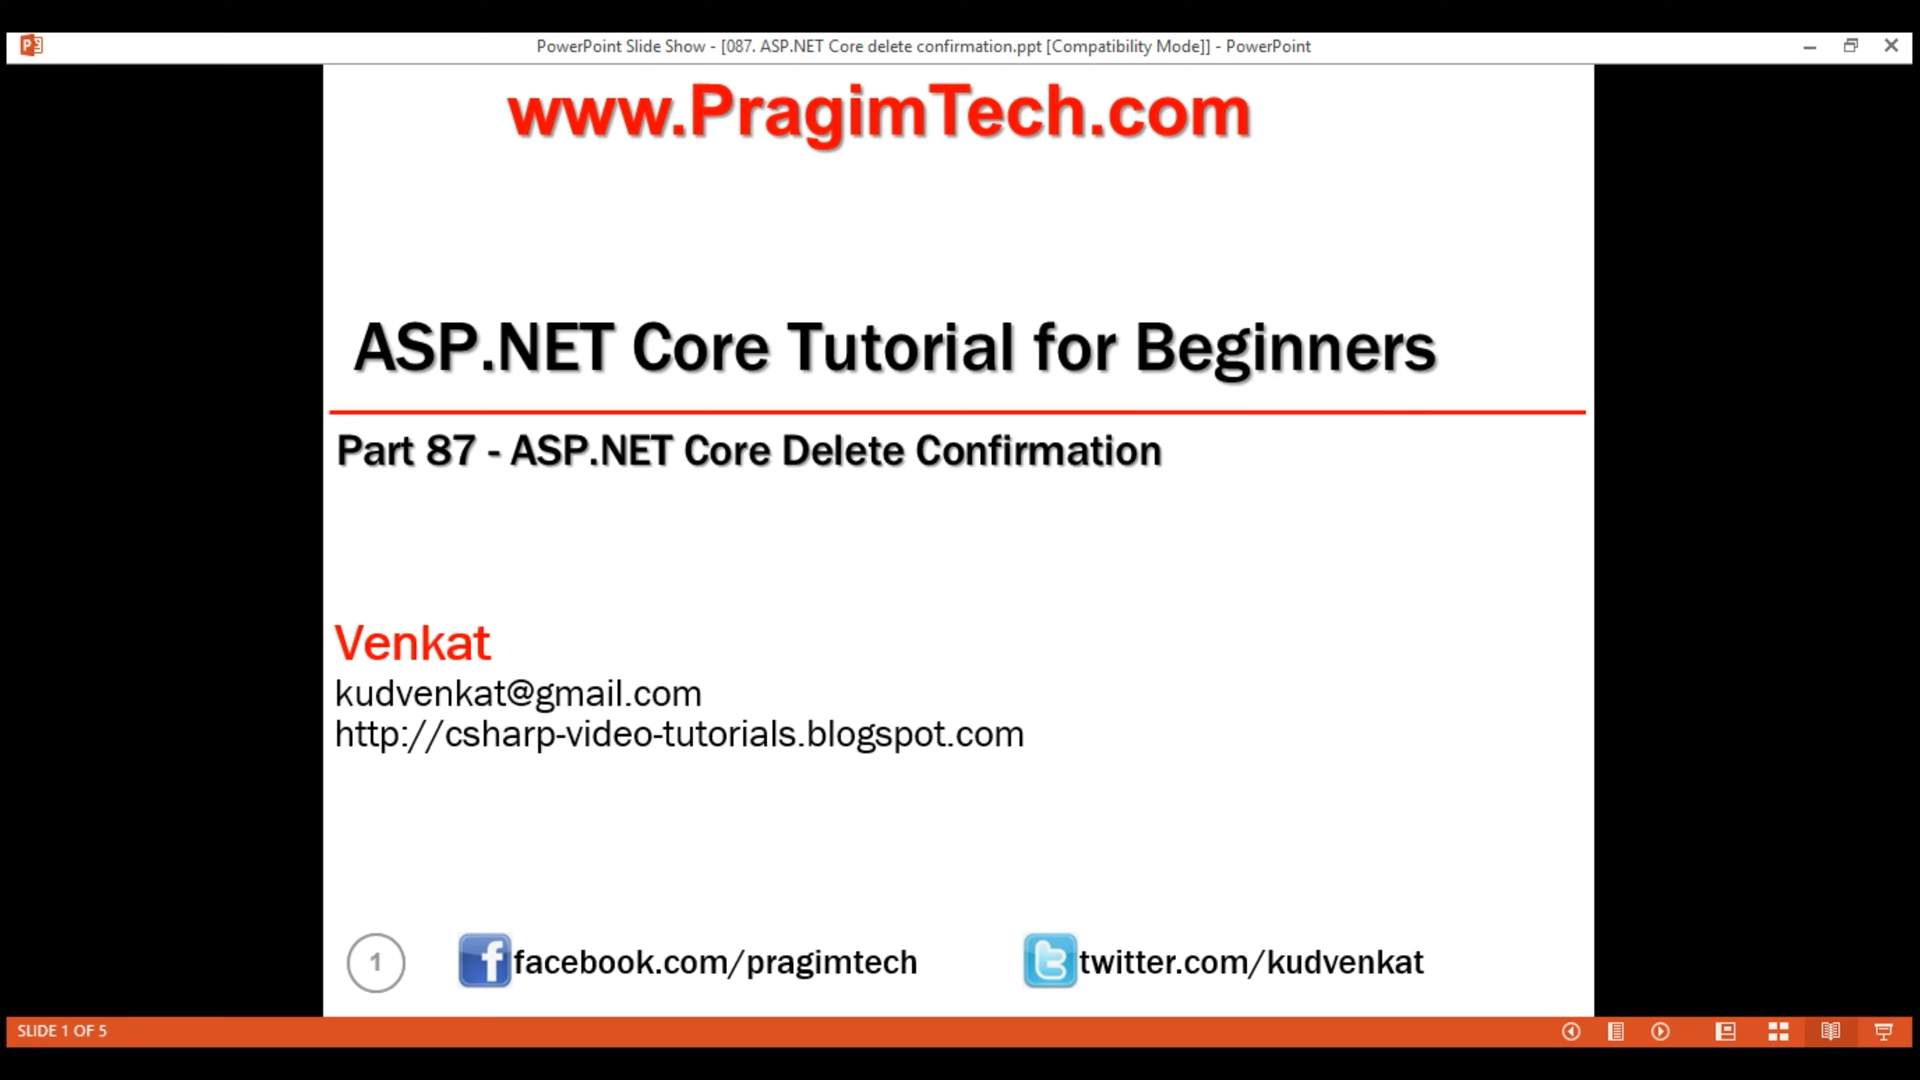 PowerPoint Slide Show - [087. ASP.NET Core delete confirmation.ppt [Compatibility Mode]] - PowerPoint
www.PragimTech.com
ASP.NET Core Tutorial for Beginners
Part 87 - ASP.NET Core Delete Confirmation
Venkat
kudvenkat@gmail.com
http://csharp-video-tutorials.blogspot.com
1 facebook.com/pragimtech twitter.com/kudvenkat
SLIDE 1 OF 5